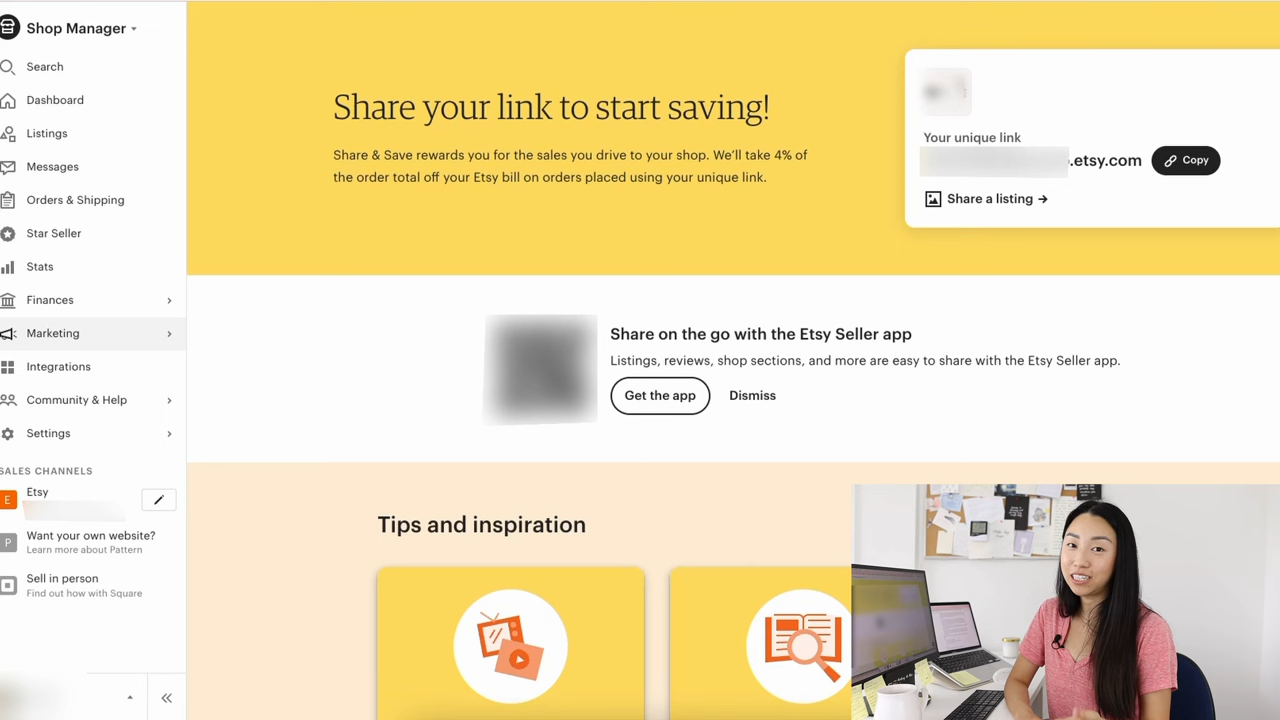 Shop Manager
Search
Dashboard
Listings
Messages
Orders & Shipping
Star Seller
Stats
Finances
Marketing
Integrations
Community & Help
Settings
SALES CHANNELS
E
Etsy
P
Want your own website?
Learn more about Pattern
Sell in person
Find out how with Square
Share your link to start saving!
Share & Save rewards you for the sales you drive to your shop. We’ll take 4% of
the order total off your Etsy bill on orders placed using your unique link.
Your unique link
.etsy.com
Copy
Share a listing →
Share on the go with the Etsy Seller app
Listings, reviews, shop sections, and more are easy to share with the Etsy Seller app.
Get the app
Dismiss
Tips and inspiration